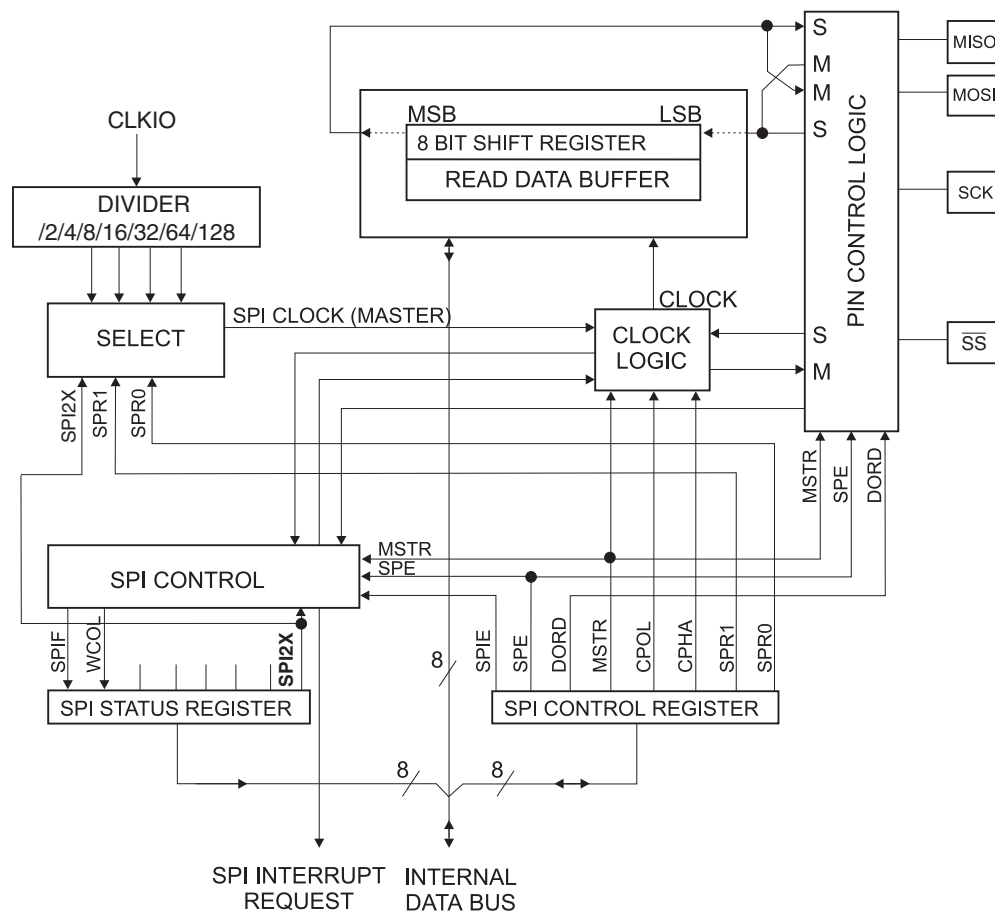 S
MISO
M
MSB
LSB
M
MOSI
CLKIO
8 BIT SHIFT REGISTER
S
READ DATA BUFFER
DIVIDER
/2/4/8/16/32/64/128
PIN CONTROL LOGIC
SCK
CLOCK
SPI CLOCK (MASTER)
SELECT
CLOCK
LOGIC
S
SS
M
SPI2X
SPR1
SPR0
MSTR
SPE
DORD
MSTR
SPE
SPI CONTROL
SPIF
WCOL
SPI2X
SPIE
SPE
DORD
MSTR
CPOL
CPHA
SPR1
SPR0
8
SPI STATUS REGISTER
SPI CONTROL REGISTER
8
8
SPI INTERRUPT
REQUEST
INTERNAL
DATA BUS